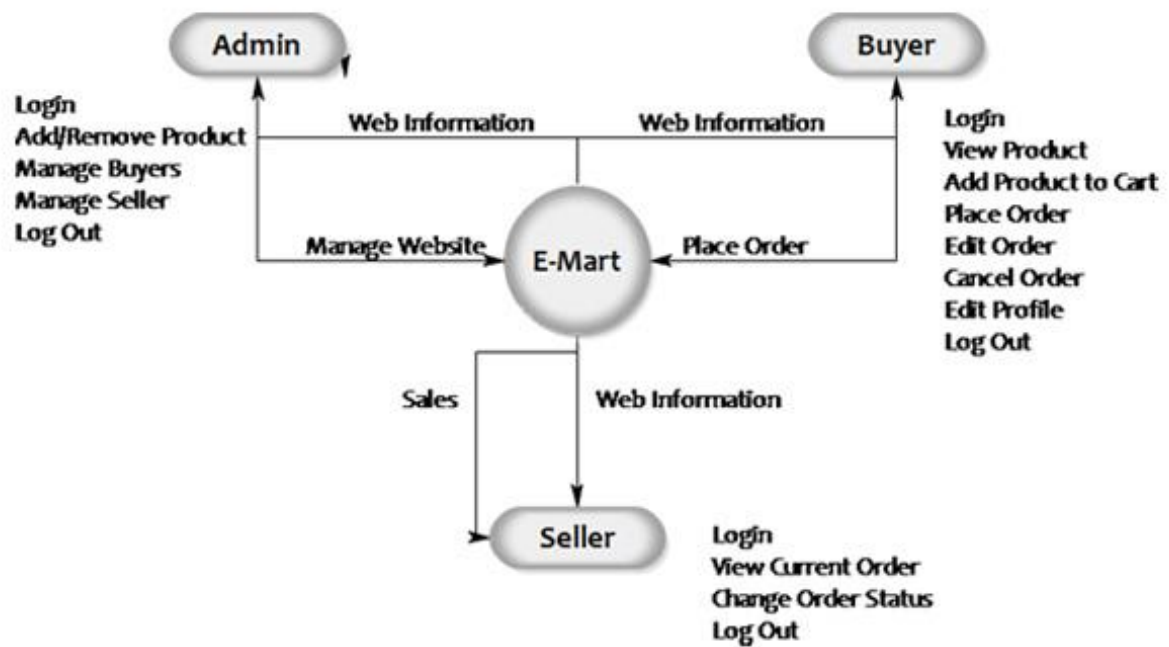 Admin
Buyer
Login
Add/Remove Product
Manage Buyers
Manage Seller
Log Out
Web Information
Web Information
Login
View Product
Add Product to Cart
Place Order
Edit Order
Cancel Order
Edit Profile
Log Out
Manage Website
E-Mart
Place Order
Sales
Web Information
Seller
Login
View Current Order
Change Order Status
Log Out